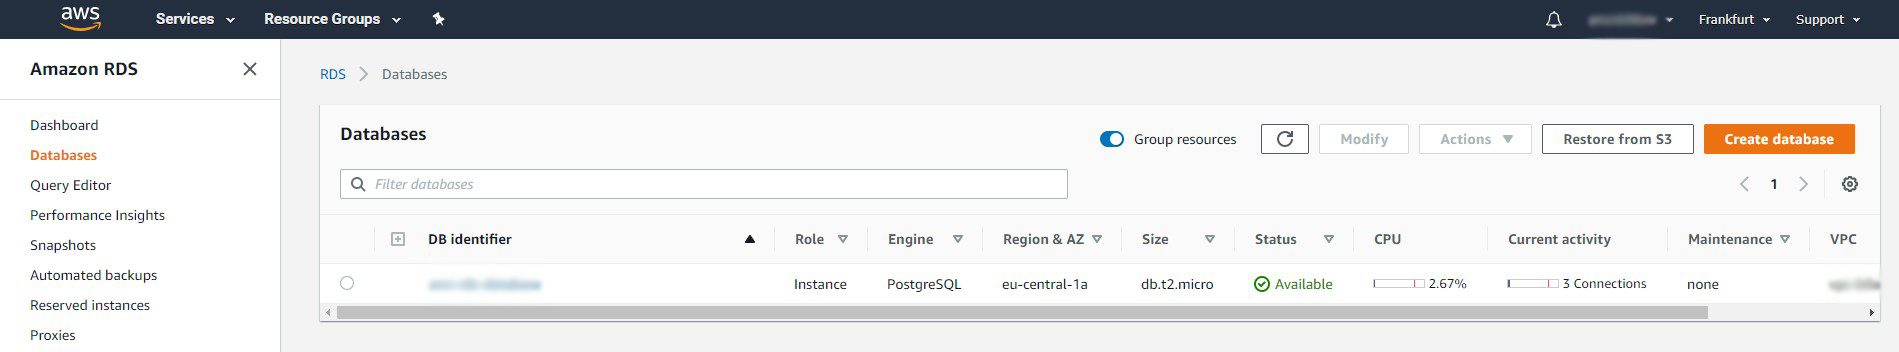 aws Services Resource Groups Frankfurt Support
Amazon RDS
RDS Databases
Dashboard
Databases
Query Editor
Performance Insights
Snapshots
Automated backups
Reserved instances
Proxies
Databases Group resources Modify Actions Restore from S3 Create database
Filter databases 1
DB identifier Role Engine Region & AZ Size Status CPU Current activity Maintenance VPC
Instance PostgreSQL eu-central-1a db.t2.micro Available 2.67% 3 Connections none